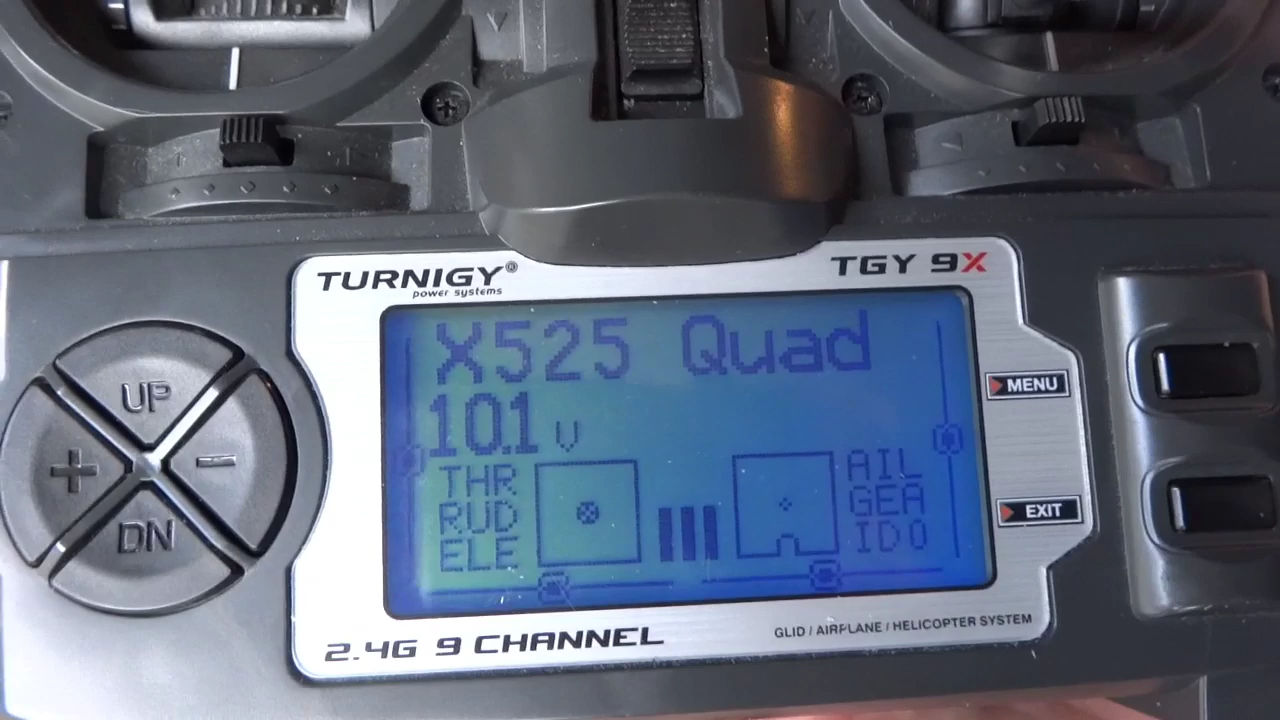 TURNIGY®
power systems
TGY 9X
X525 Quad
10.1 v
THR
RUD
ELE
AIL
GEA
ID0
UP
+
−
DN
MENU
EXIT
2.4G 9 CHANNEL
GLID / AIRPLANE / HELICOPTER SYSTEM